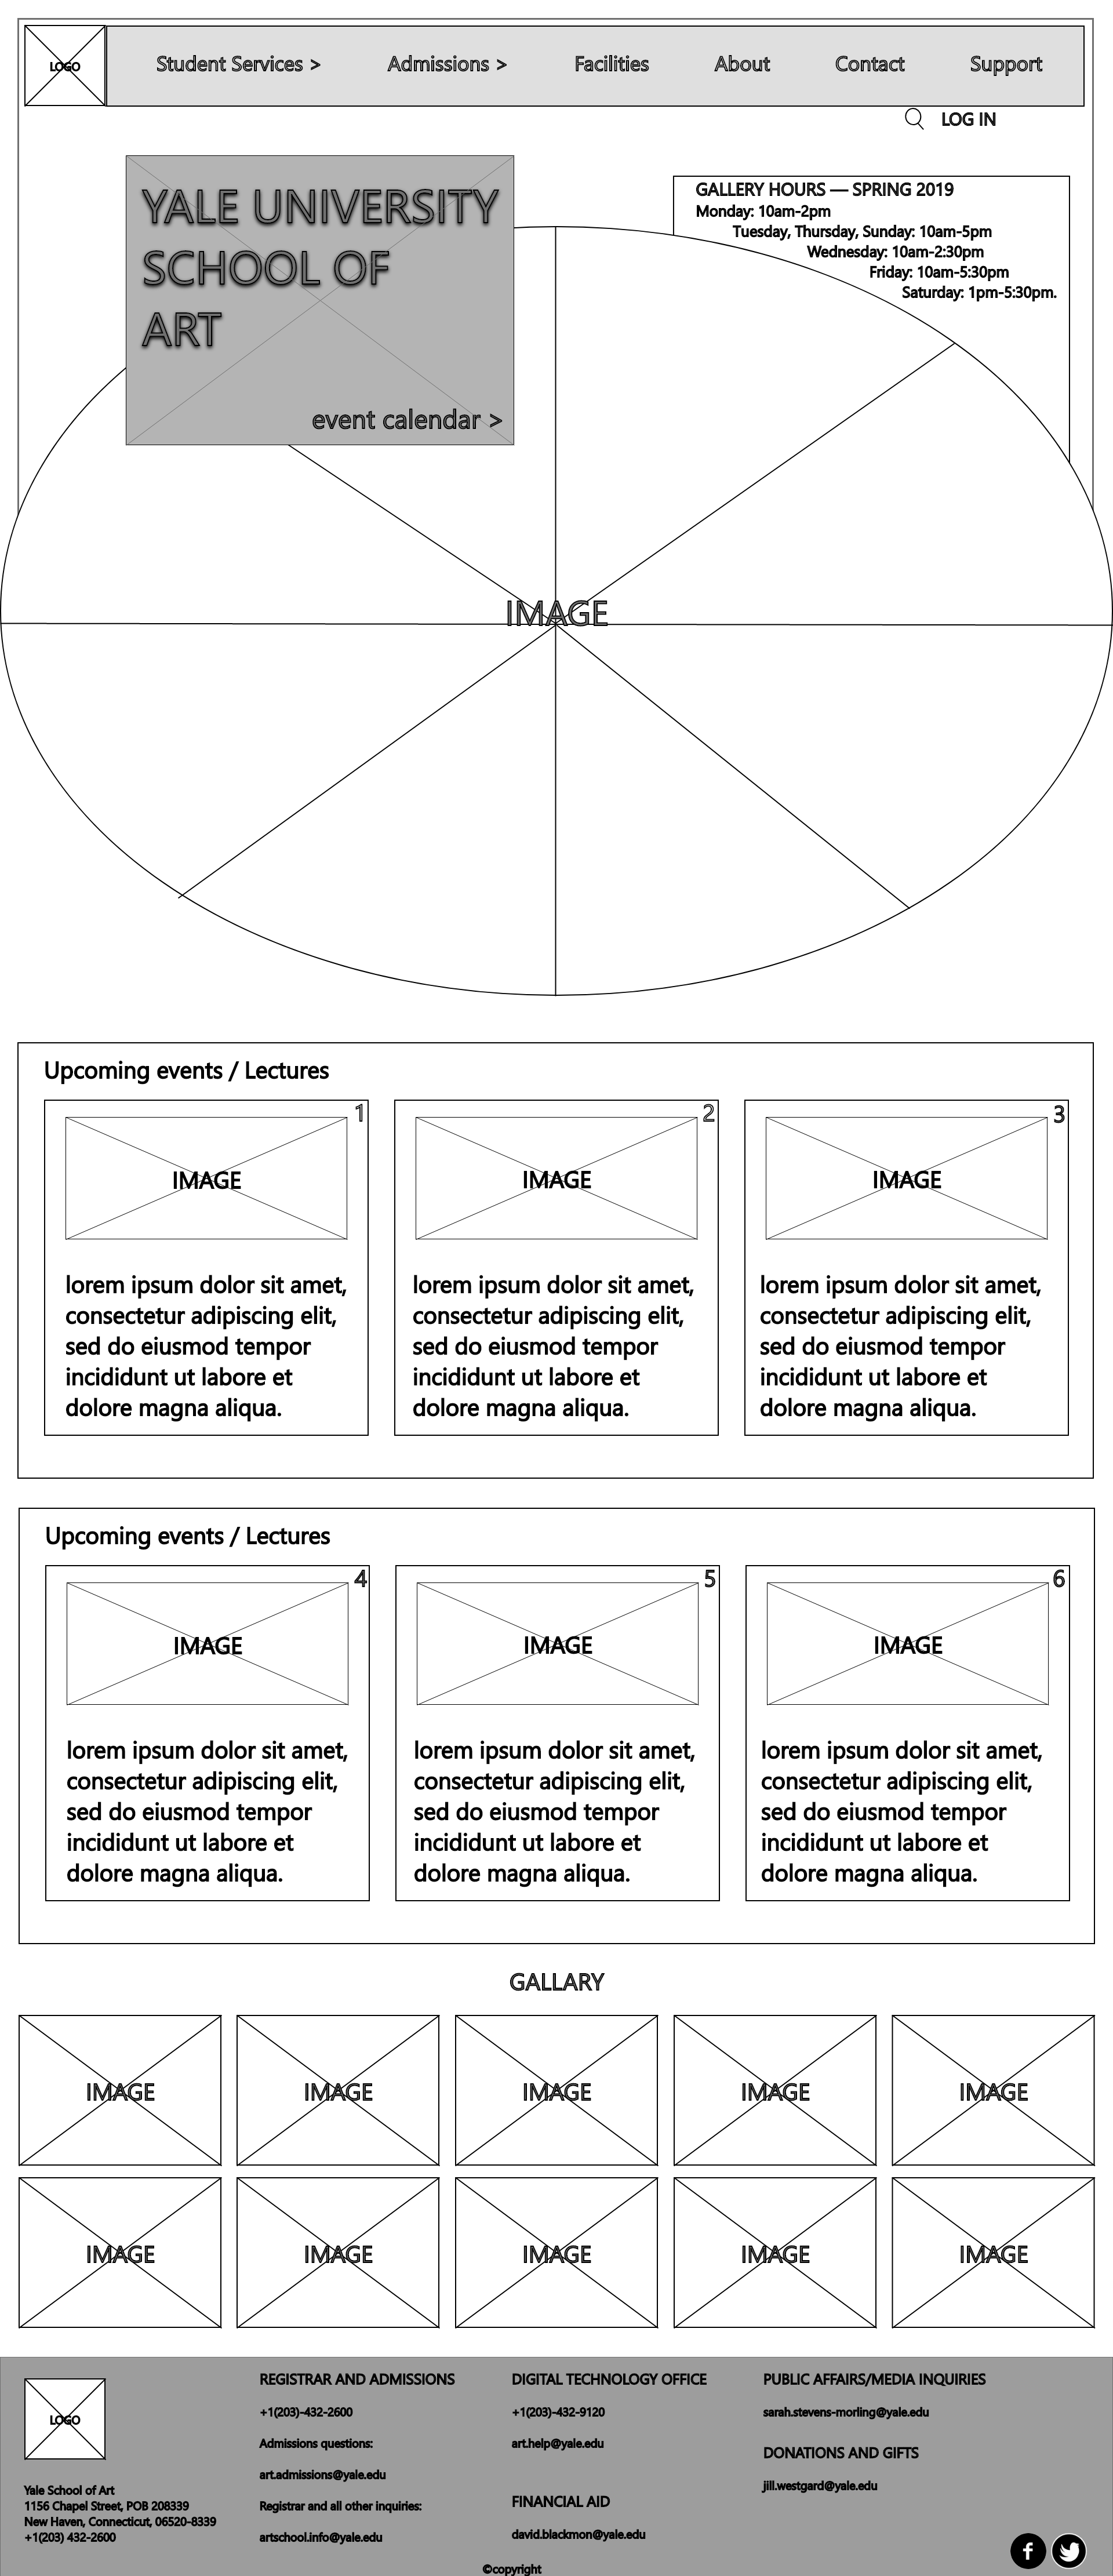 LOGO
Student Services >
Admissions >
Facilities
About
Contact
Support
LOG IN
YALE UNIVERSITY
SCHOOL OF
ART
event calendar >
GALLERY HOURS — SPRING 2019
Monday: 10am-2pm
Tuesday, Thursday, Sunday: 10am-5pm
Wednesday: 10am-2:30pm
Friday: 10am-5:30pm
Saturday: 1pm-5:30pm.
IMAGE
Upcoming events / Lectures
1
IMAGE
lorem ipsum dolor sit amet,
consectetur adipiscing elit,
sed do eiusmod tempor
incididunt ut labore et
dolore magna aliqua.
2
IMAGE
lorem ipsum dolor sit amet,
consectetur adipiscing elit,
sed do eiusmod tempor
incididunt ut labore et
dolore magna aliqua.
3
IMAGE
lorem ipsum dolor sit amet,
consectetur adipiscing elit,
sed do eiusmod tempor
incididunt ut labore et
dolore magna aliqua.
Upcoming events / Lectures
4
IMAGE
lorem ipsum dolor sit amet,
consectetur adipiscing elit,
sed do eiusmod tempor
incididunt ut labore et
dolore magna aliqua.
5
IMAGE
lorem ipsum dolor sit amet,
consectetur adipiscing elit,
sed do eiusmod tempor
incididunt ut labore et
dolore magna aliqua.
6
IMAGE
lorem ipsum dolor sit amet,
consectetur adipiscing elit,
sed do eiusmod tempor
incididunt ut labore et
dolore magna aliqua.
GALLARY
IMAGE
IMAGE
IMAGE
IMAGE
IMAGE
IMAGE
IMAGE
IMAGE
IMAGE
IMAGE
LOGO
Yale School of Art
1156 Chapel Street, POB 208339
New Haven, Connecticut, 06520-8339
+1(203) 432-2600
REGISTRAR AND ADMISSIONS
+1(203)-432-2600
Admissions questions:
art.admissions@yale.edu
Registrar and all other inquiries:
artschool.info@yale.edu
DIGITAL TECHNOLOGY OFFICE
+1(203)-432-9120
art.help@yale.edu
FINANCIAL AID
david.blackmon@yale.edu
PUBLIC AFFAIRS/MEDIA INQUIRIES
sarah.stevens-morling@yale.edu
DONATIONS AND GIFTS
jill.westgard@yale.edu
©copyright